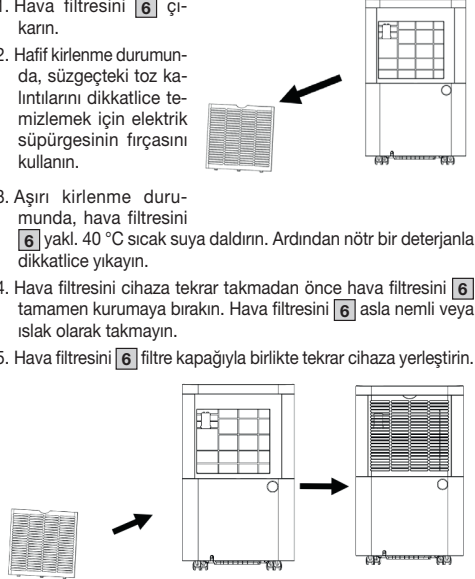 1. Hava filtresini 6 çı-
karın.
2. Hafif kirlenme durumun-
da, süzgeçteki toz ka-
lıntılarını dikkatlice te-
mizlemek için elektrik
süpürgesinin fırçasını
kullanın.
3. Aşırı kirlenme duru-
munda, hava filtresini
6 yakl. 40 °C sıcak suya daldırın. Ardından nötr bir deterjanla
dikkatlice yıkayın.
4. Hava filtresini cihaza tekrar takmadan önce hava filtresini 6
tamamen kurumaya bırakın. Hava filtresini 6 asla nemli veya
ıslak olarak takmayın.
5. Hava filtresini 6 filtre kapağıyla birlikte tekrar cihaza yerleştirin.